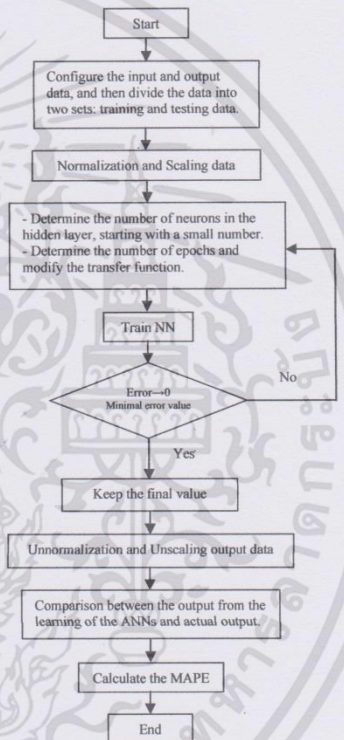 Start
Configure the input and output
data, and then divide the data into
two sets: training and testing data.
Normalization and Scaling data
- Determine the number of neurons in the
hidden layer, starting with a small number.
- Determine the number of epochs and
modify the transfer function.
Train NN
Error→0
Minimal error value
No
Yes
Keep the final value
Unnormalization and Unscaling output data
Comparison between the output from the
learning of the ANNs and actual output.
Calculate the MAPE
End